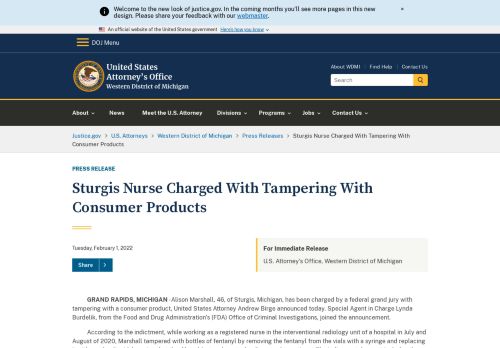 Welcome to the new look of justice.gov. In the coming months you'll see more pages in this new
design. Please share your feedback with our webmaster.
×
An official website of the United States government Here's how you know
DOJ Menu
United States
Attorney's Office
Western District of Michigan
About WDMI | Find Help | Contact Us
Search
About News Meet the U.S. Attorney Divisions Programs Jobs Contact Us
Justice.gov > U.S. Attorneys > Western District of Michigan > Press Releases > Sturgis Nurse Charged With Tampering With
Consumer Products
PRESS RELEASE
Sturgis Nurse Charged With Tampering With
Consumer Products
Tuesday, February 1, 2022
Share >
For Immediate Release
U.S. Attorney's Office, Western District of Michigan
GRAND RAPIDS, MICHIGAN - Alison Marshall, 46, of Sturgis, Michigan, has been charged by a federal grand jury with
tampering with a consumer product, United States Attorney Andrew Birge announced today. Special Agent in Charge Lynda
Burdelik, from the Food and Drug Administration's (FDA) Office of Criminal Investigations, joined the announcement.
According to the indictment, while working as a registered nurse in the interventional radiology unit of a hospital in July and
August of 2020, Marshall tampered with bottles of fentanyl by removing the fentanyl from the vials with a syringe and replacing